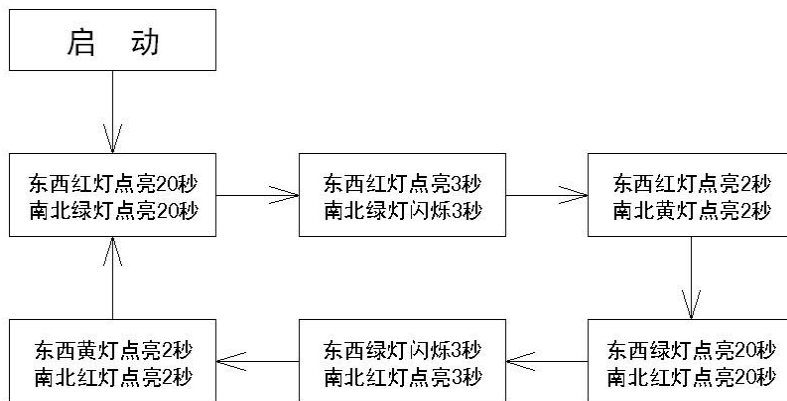 启 动
东西红灯点亮20秒
南北绿灯点亮20秒
东西红灯点亮3秒
南北绿灯闪烁3秒
东西红灯点亮2秒
南北黄灯点亮2秒
东西黄灯点亮2秒
南北红灯点亮2秒
东西绿灯闪烁3秒
南北红灯点亮3秒
东西绿灯点亮20秒
南北红灯点亮20秒